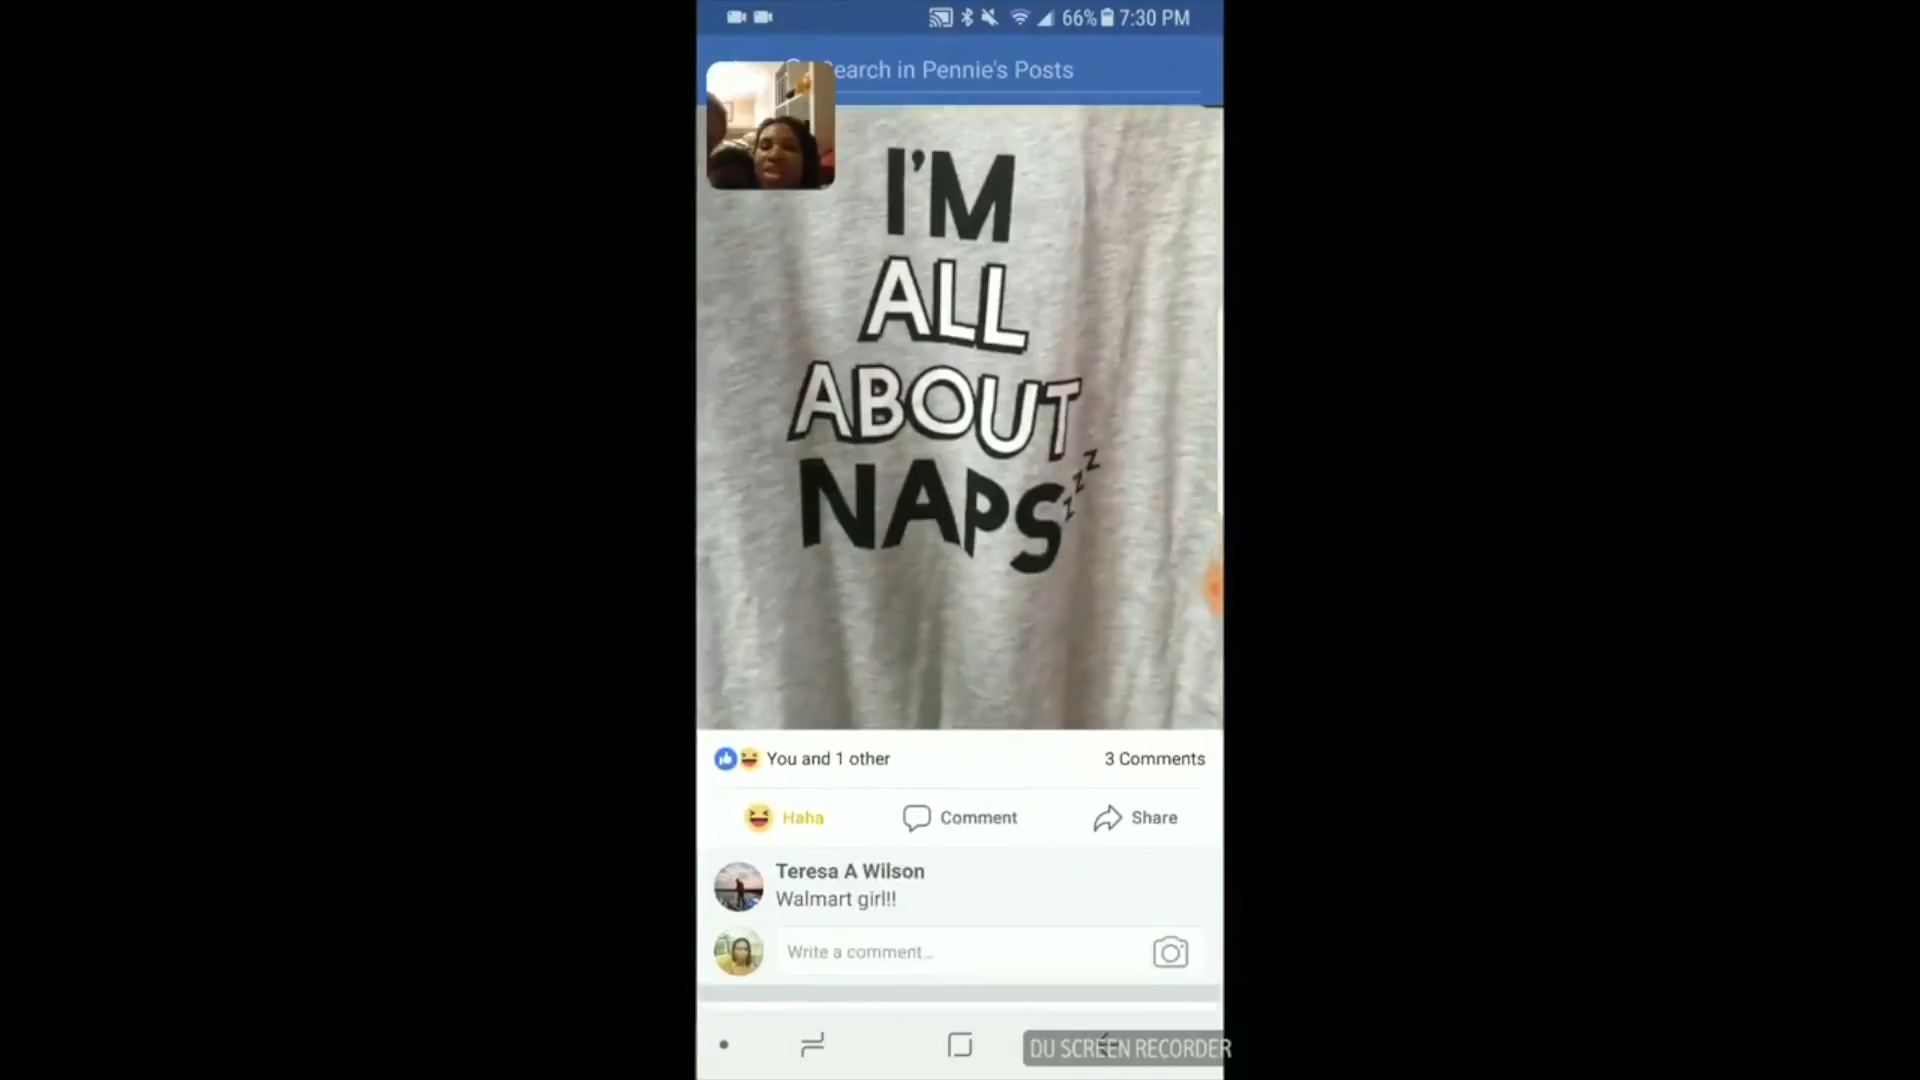 66% 7:30 PM
earch in Pennie's Posts
I'M
ALL
ABOUT
NAPS zzz
You and 1 other
3 Comments
Haha
Comment
Share
Teresa A Wilson
Walmart girl!!
Write a comment...
DU SCREEN RECORDER